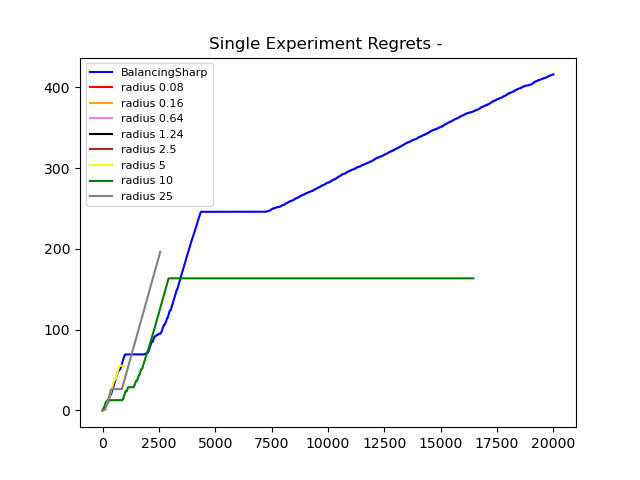 Single Experiment Regrets -
BalancingSharp
radius 0.08
radius 0.16
radius 0.64
radius 1.24
radius 2.5
radius 5
radius 10
radius 25
400
300
200
100
0
0 2500 5000 7500 10000 12500 15000 17500 20000